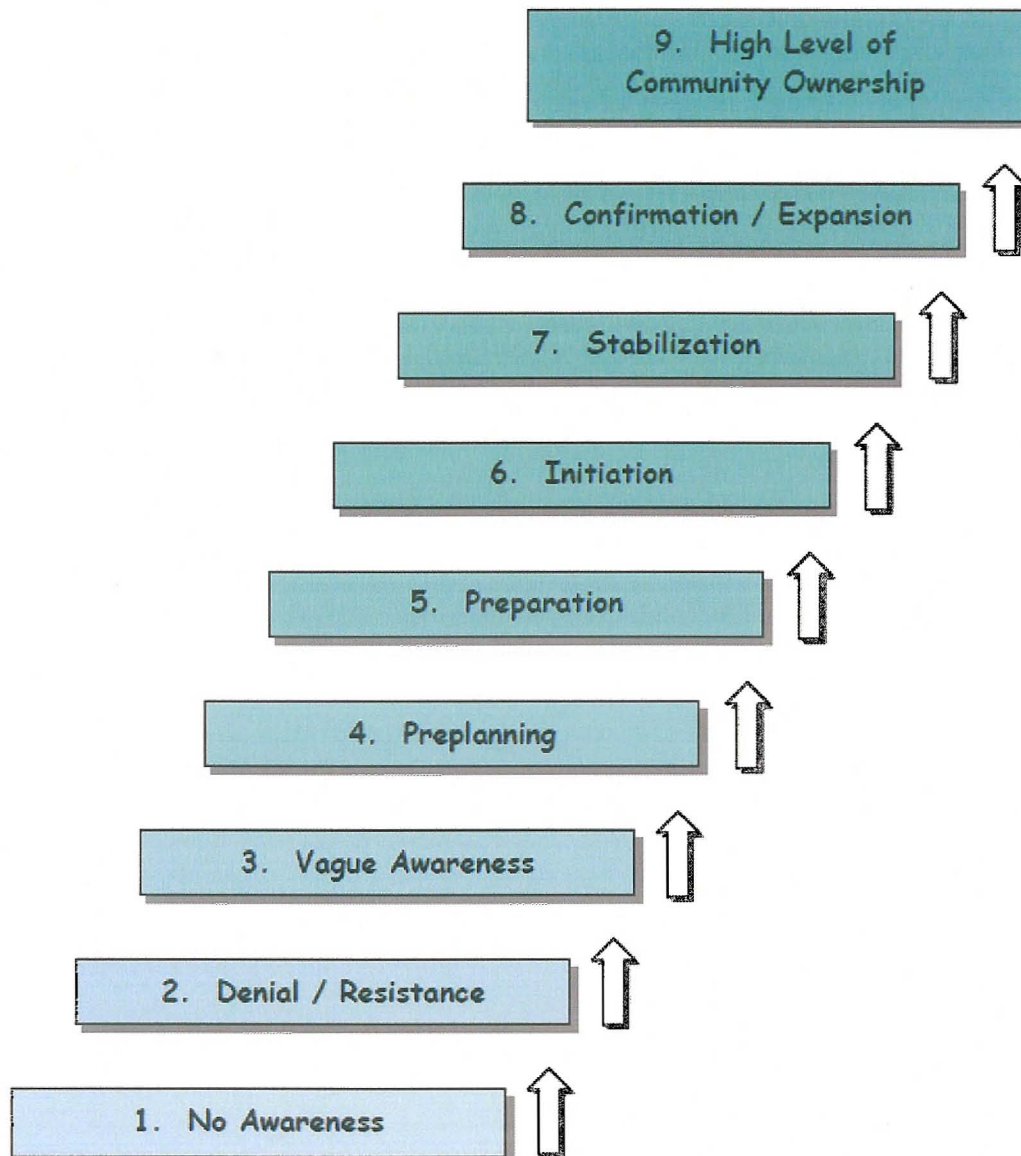 9. High Level of
Community Ownership
8. Confirmation / Expansion
7. Stabilization
6. Initiation
5. Preparation
4. Preplanning
3. Vague Awareness
2. Denial / Resistance
1. No Awareness